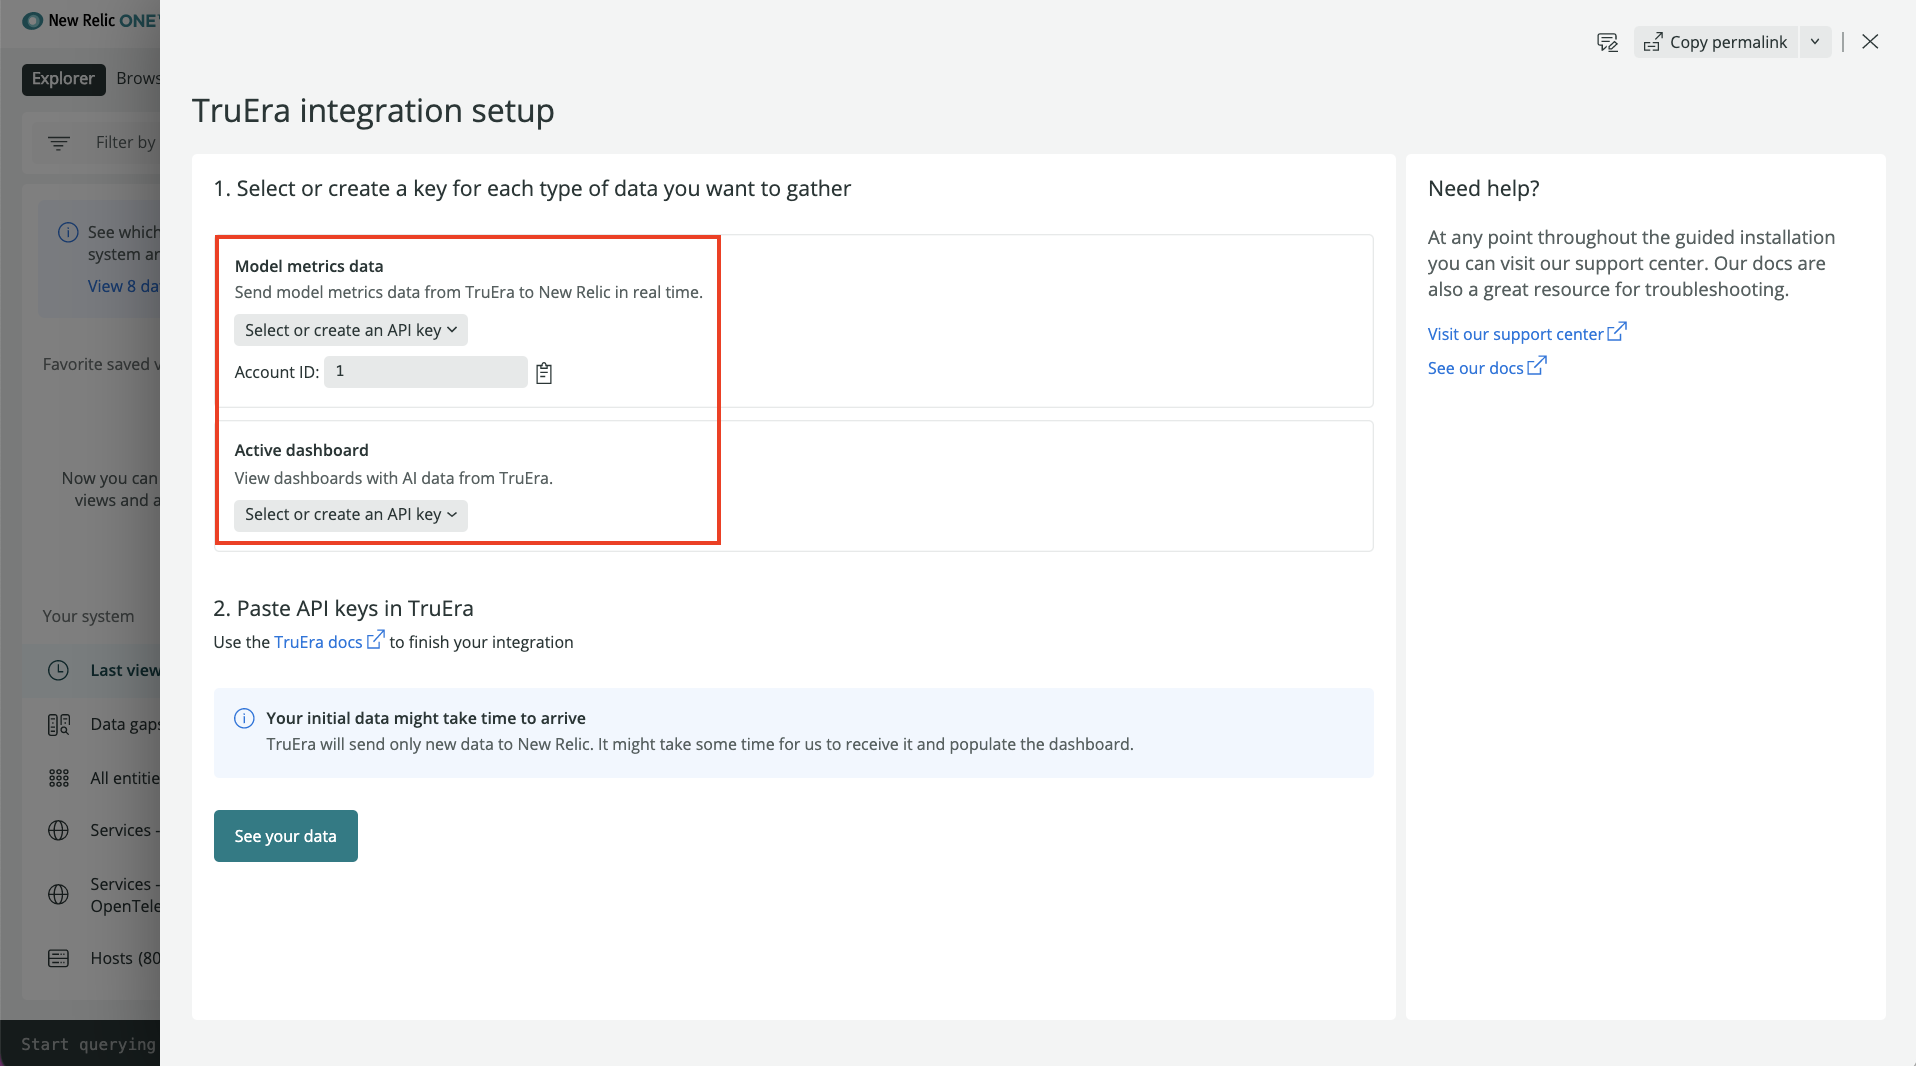 New Relic ONE
Explorer
Brows
Filter by
See which
system ar
View 8 da
Favorite saved v
Now you can
views and a
Your system
Last view
Data gaps
All entitie
Services -
Services -
OpenTele
Hosts (80
Start querying
Copy permalink
TruEra integration setup
1. Select or create a key for each type of data you want to gather
Model metrics data
Send model metrics data from TruEra to New Relic in real time.
Select or create an API key
Account ID: 1
Active dashboard
View dashboards with AI data from TruEra.
Select or create an API key
2. Paste API keys in TruEra
Use the TruEra docs to finish your integration
Your initial data might take time to arrive
TruEra will send only new data to New Relic. It might take some time for us to receive it and populate the dashboard.
See your data
Need help?
At any point throughout the guided installation
you can visit our support center. Our docs are
also a great resource for troubleshooting.
Visit our support center
See our docs